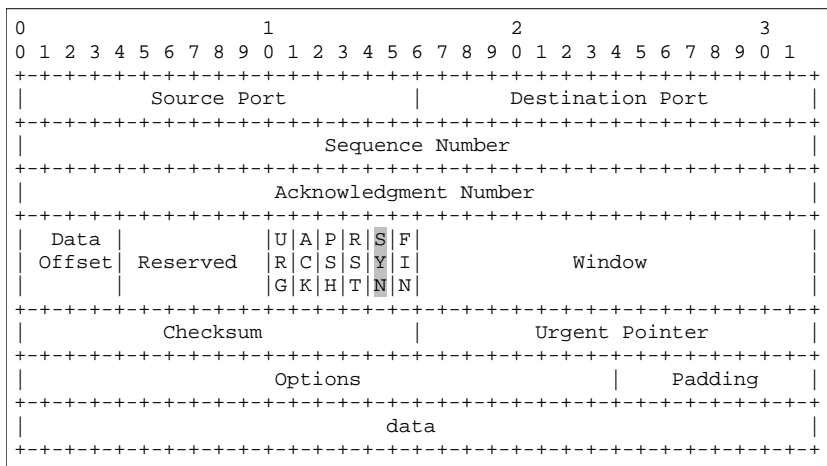 0                   1                   2                   3
0 1 2 3 4 5 6 7 8 9 0 1 2 3 4 5 6 7 8 9 0 1 2 3 4 5 6 7 8 9 0 1
+-+-+-+-+-+-+-+-+-+-+-+-+-+-+-+-+-+-+-+-+-+-+-+-+-+-+-+-+-+-+-+-+
|          Source Port          |       Destination Port        |
+-+-+-+-+-+-+-+-+-+-+-+-+-+-+-+-+-+-+-+-+-+-+-+-+-+-+-+-+-+-+-+-+
|                        Sequence Number                        |
+-+-+-+-+-+-+-+-+-+-+-+-+-+-+-+-+-+-+-+-+-+-+-+-+-+-+-+-+-+-+-+-+
|                    Acknowledgment Number                      |
+-+-+-+-+-+-+-+-+-+-+-+-+-+-+-+-+-+-+-+-+-+-+-+-+-+-+-+-+-+-+-+-+
|  Data |           |U|A|P|R|S|F|                               |
| Offset| Reserved  |R|C|S|S|Y|I|            Window             |
|       |           |G|K|H|T|N|N|                               |
+-+-+-+-+-+-+-+-+-+-+-+-+-+-+-+-+-+-+-+-+-+-+-+-+-+-+-+-+-+-+-+-+
|           Checksum            |         Urgent Pointer        |
+-+-+-+-+-+-+-+-+-+-+-+-+-+-+-+-+-+-+-+-+-+-+-+-+-+-+-+-+-+-+-+-+
|                    Options                    |    Padding    |
+-+-+-+-+-+-+-+-+-+-+-+-+-+-+-+-+-+-+-+-+-+-+-+-+-+-+-+-+-+-+-+-+
|                             data                              |
+-+-+-+-+-+-+-+-+-+-+-+-+-+-+-+-+-+-+-+-+-+-+-+-+-+-+-+-+-+-+-+-+